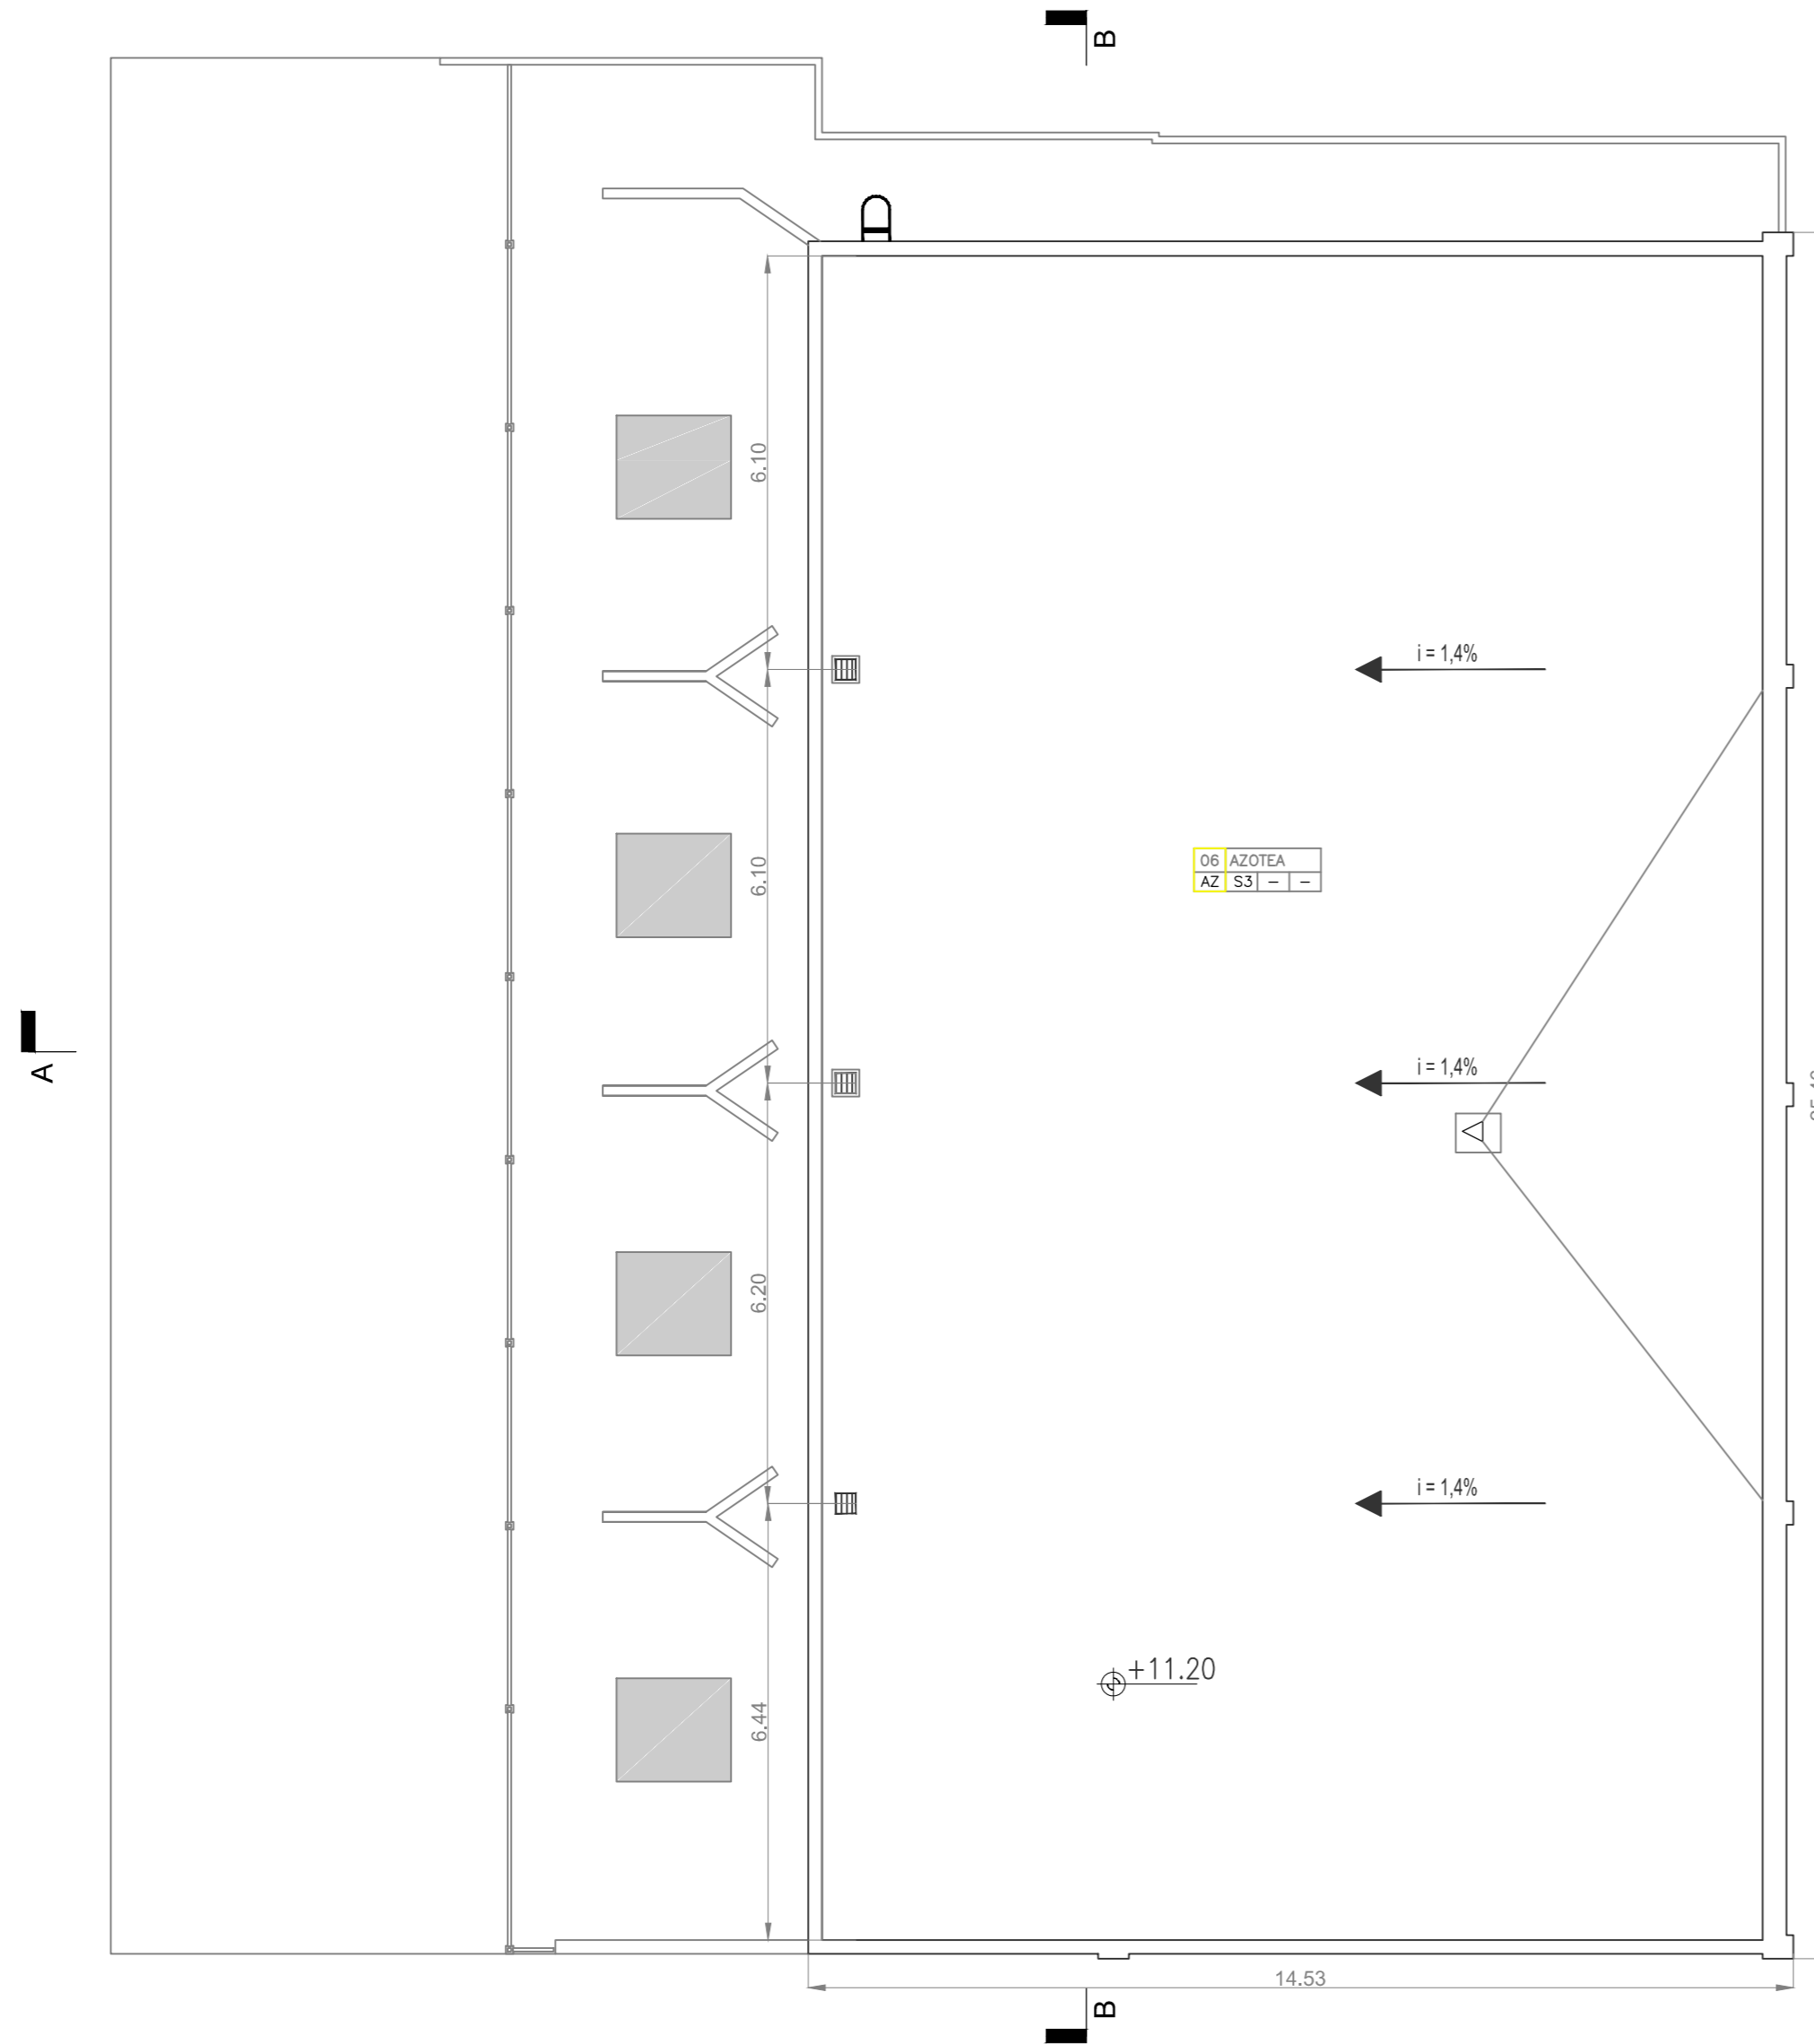 B
6.10
i = 1,4%
6.10
06 AZOTEA
AZ S3 – –
A
i = 1,4%
6.20
i = 1,4%
+11.20
6.44
14.53
B